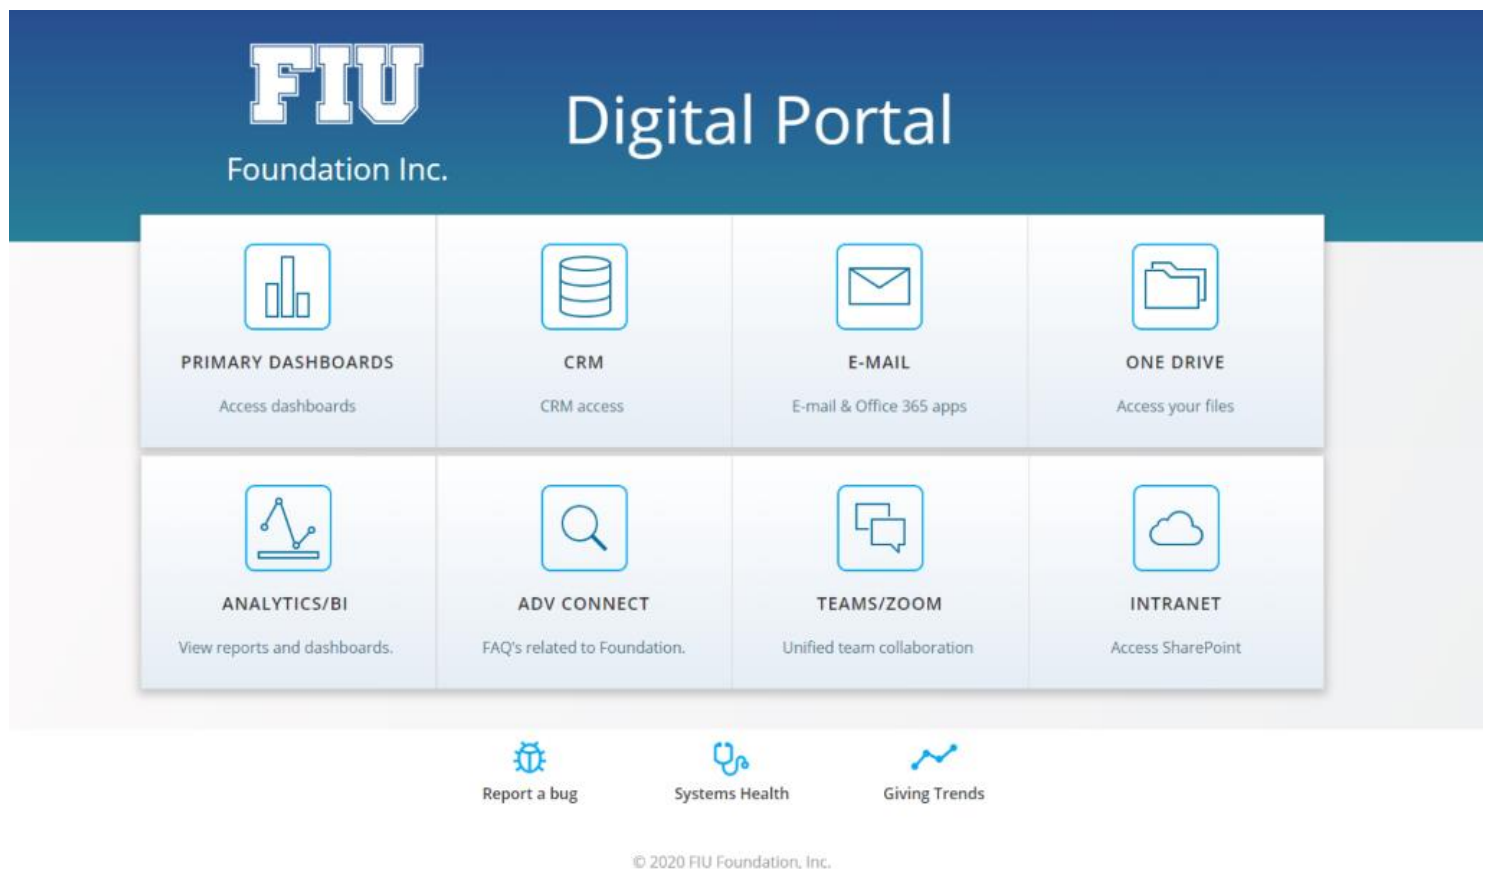 FIU
Foundation Inc.
Digital Portal
PRIMARY DASHBOARDS
Access dashboards
CRM
CRM access
E-MAIL
E-mail & Office 365 apps
ONE DRIVE
Access your files
ANALYTICS/BI
View reports and dashboards.
ADV CONNECT
FAQ's related to Foundation.
TEAMS/ZOOM
Unified team collaboration
INTRANET
Access SharePoint
Report a bug
Systems Health
Giving Trends
© 2020 FIU Foundation, Inc.